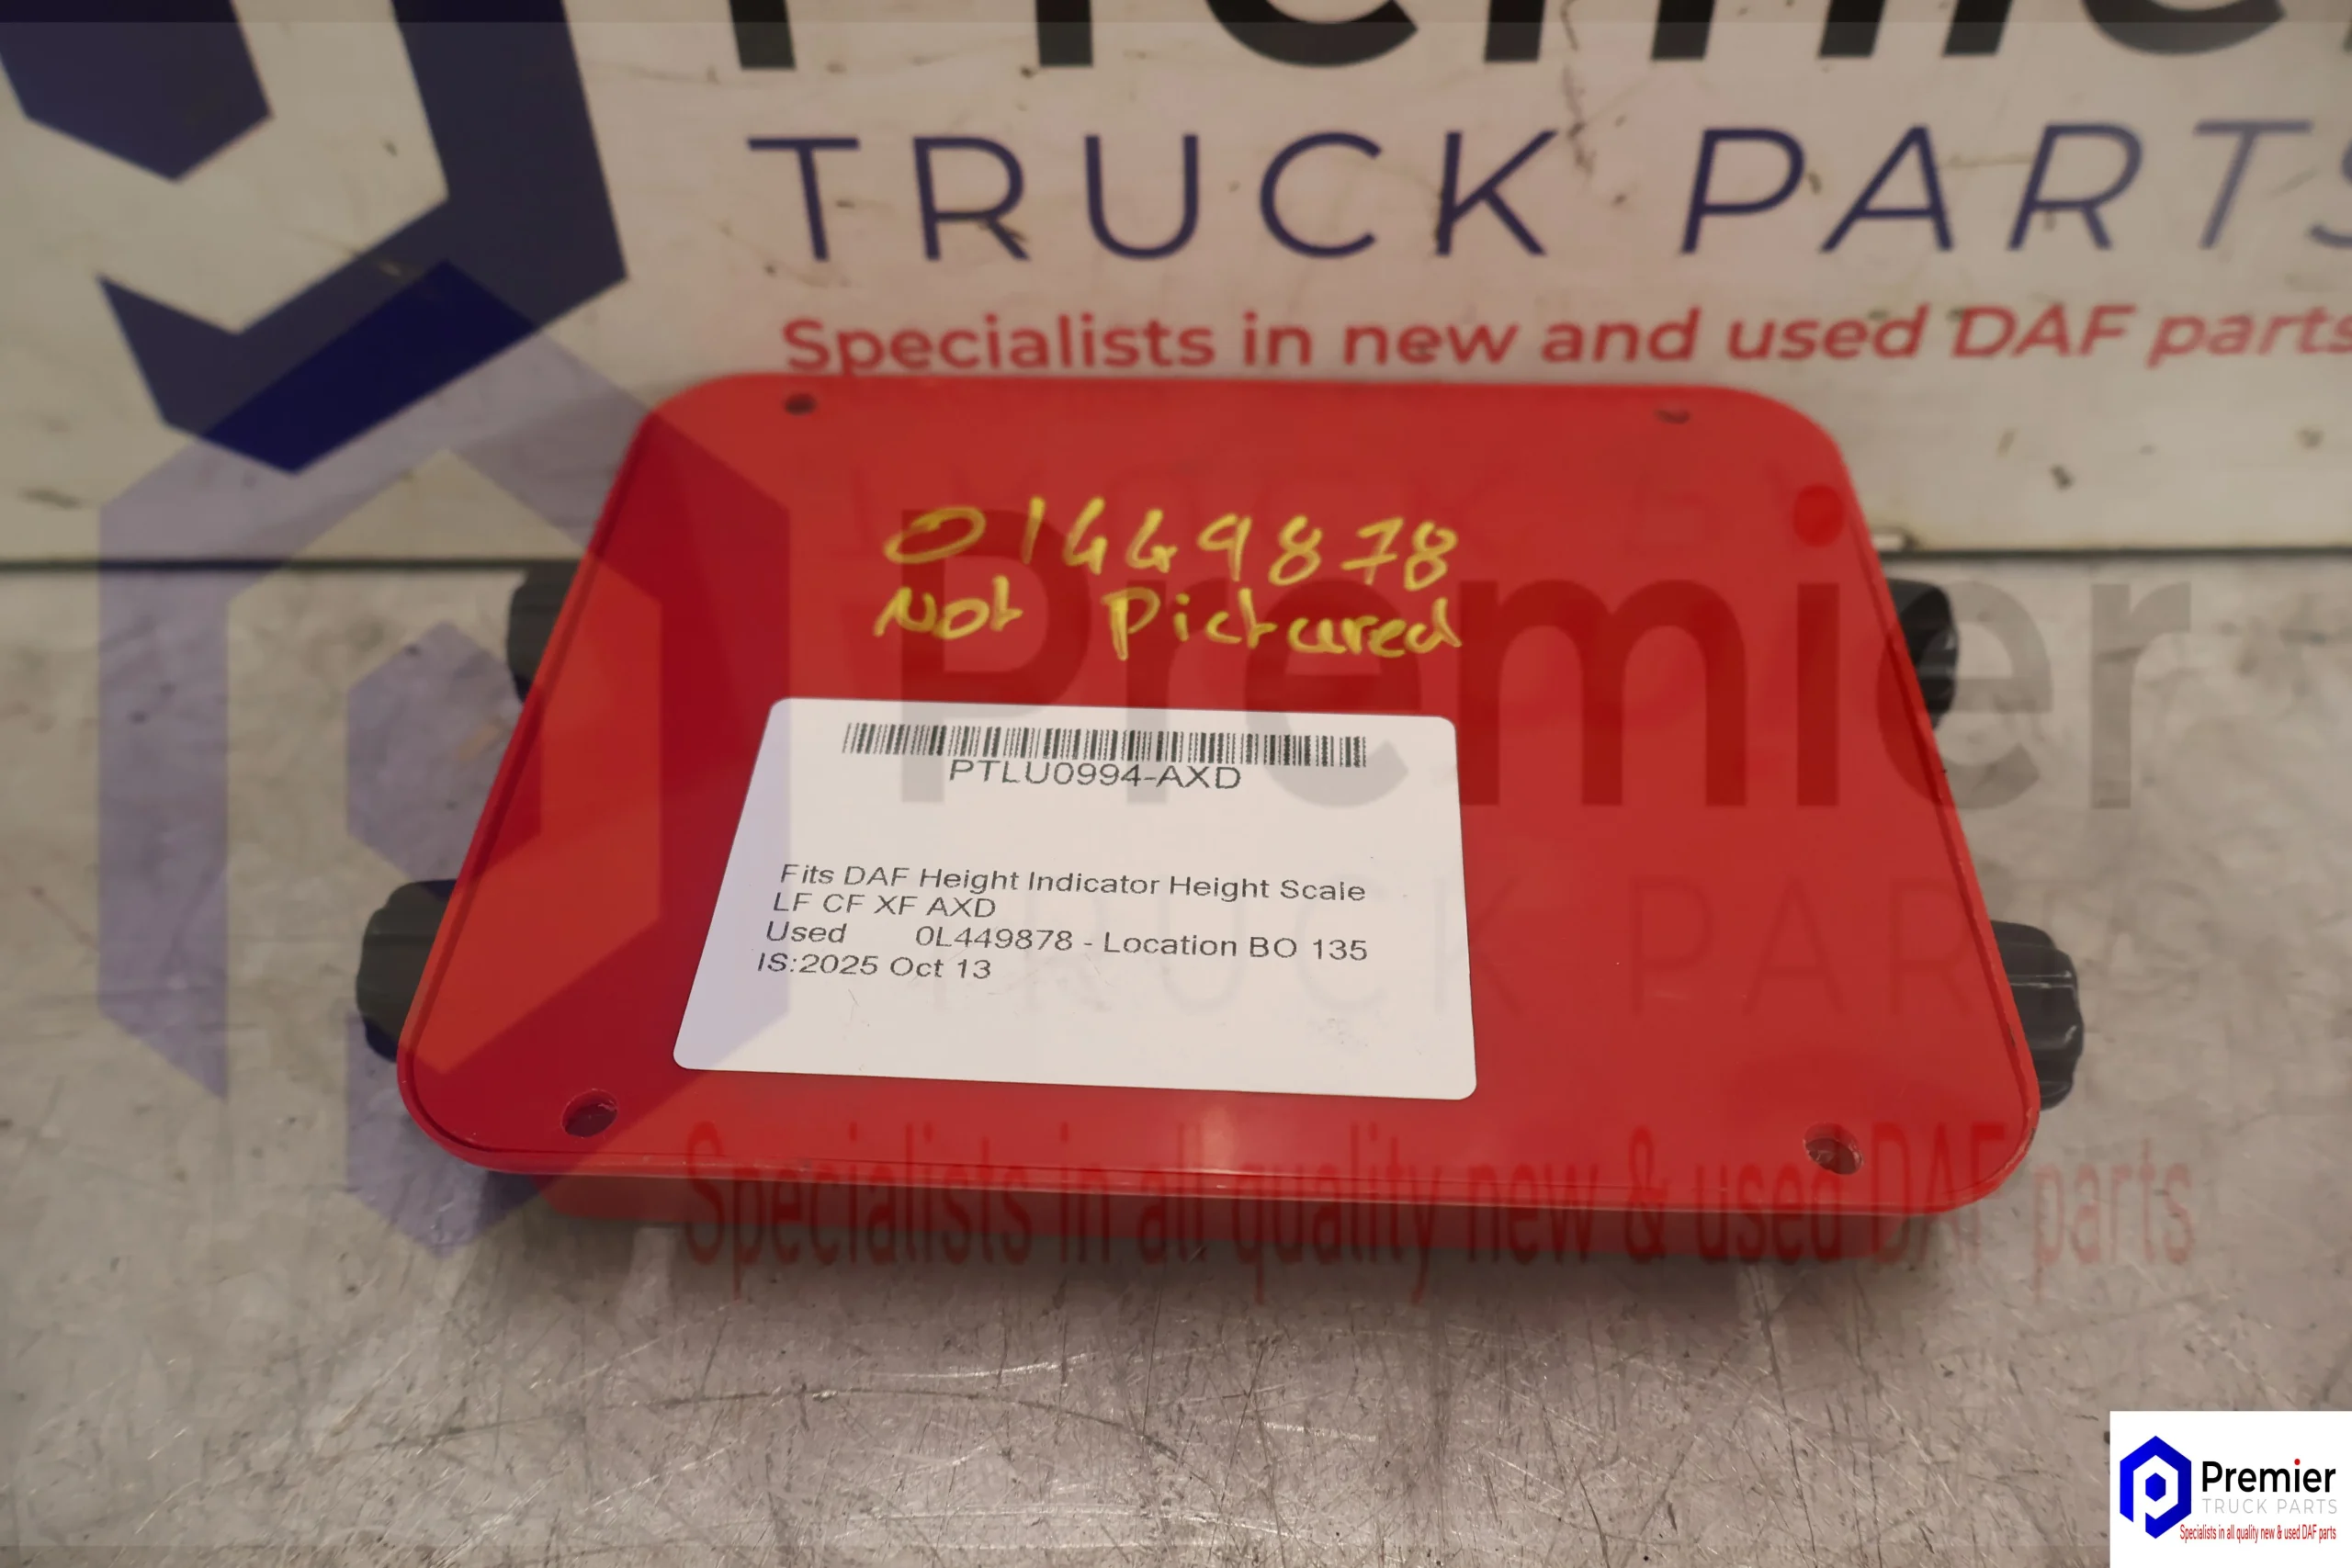 Premier
TRUCK PARTS
Specialists in new and used DAF parts
01449878
Not Pictured
PTLU0994-AXD
Fits DAF Height Indicator Height Scale
LF CF XF AXD
Used 0L449878 - Location BO 135
IS:2025 Oct 13
Premier
TRUCK PARTS
Specialists in all quality new & used DAF parts
Premier
TRUCK PARTS
Specialists in all quality new & used DAF parts